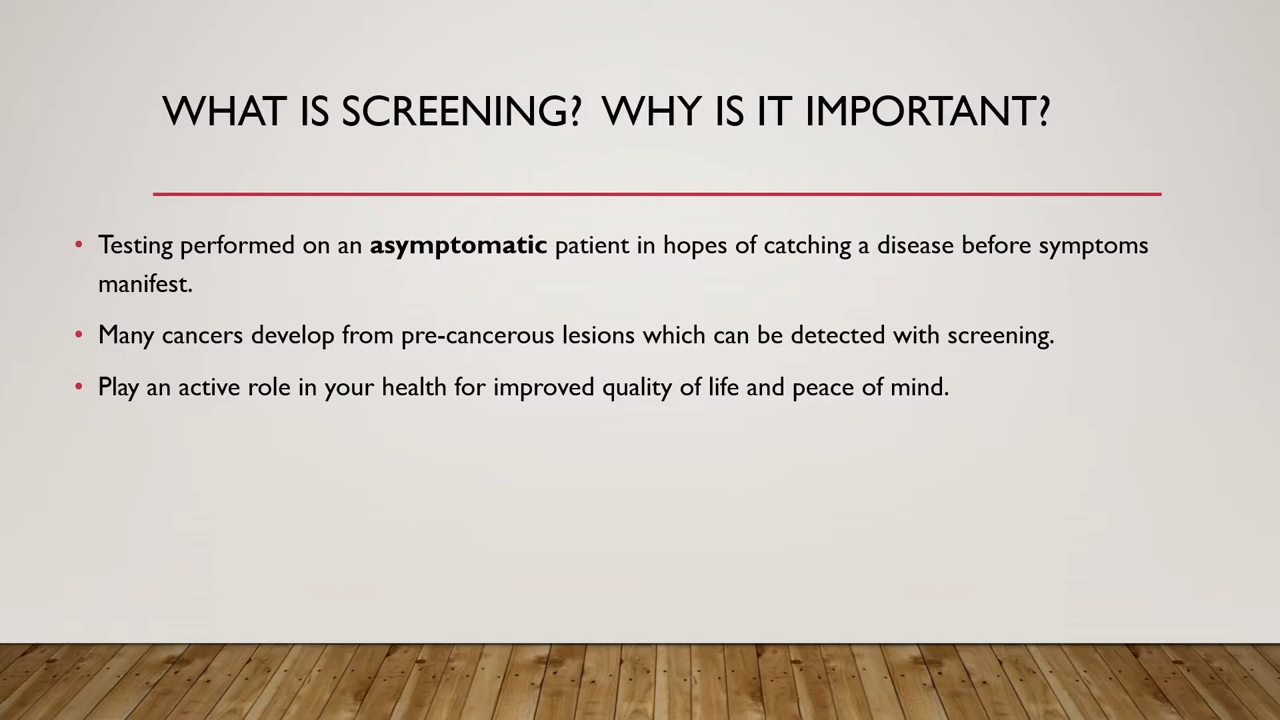 WHAT IS SCREENING? WHY IS IT IMPORTANT?
• Testing performed on an asymptomatic patient in hopes of catching a disease before symptoms
manifest.
• Many cancers develop from pre-cancerous lesions which can be detected with screening.
• Play an active role in your health for improved quality of life and peace of mind.